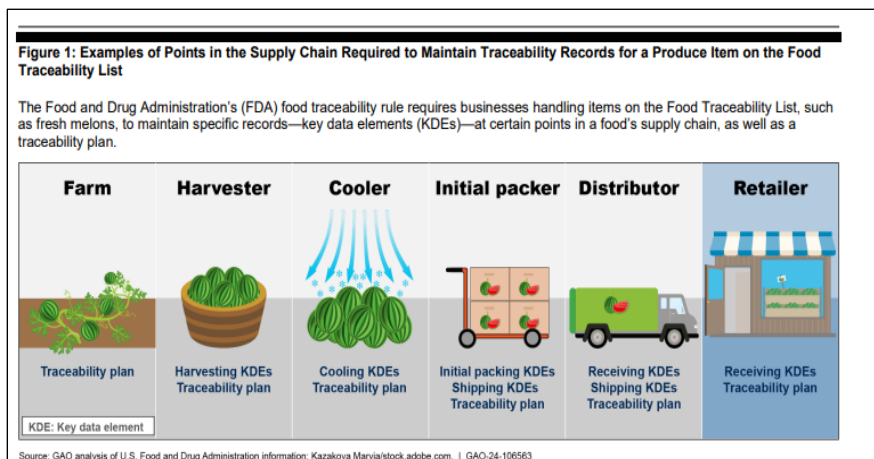 Figure 1: Examples of Points in the Supply Chain Required to Maintain Traceability Records for a Produce Item on the Food
Traceability List
The Food and Drug Administration's (FDA) food traceability rule requires businesses handling items on the Food Traceability List, such
as fresh melons, to maintain specific records—key data elements (KDEs)—at certain points in a food's supply chain, as well as a
traceability plan.
Farm
Harvester
Cooler
Initial packer
Distributor
Retailer
Traceability plan
Harvesting KDEs
Traceability plan
Cooling KDEs
Traceability plan
Initial packing KDEs
Shipping KDEs
Traceability plan
Receiving KDEs
Shipping KDEs
Traceability plan
Receiving KDEs
Traceability plan
KDE: Key data element
Source: GAO analysis of U.S. Food and Drug Administration information; Kazakova Maryia/stock.adobe.com. | GAO-24-106563